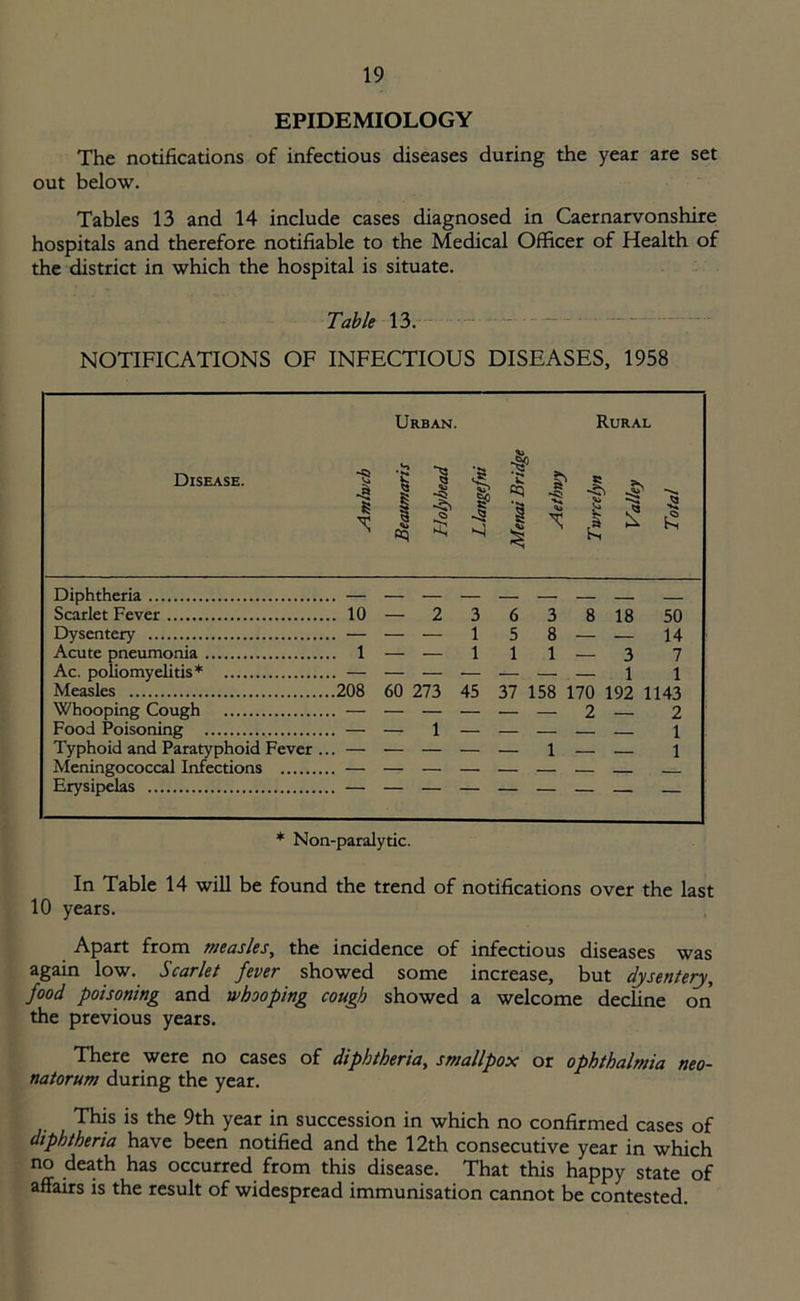 19
EPIDEMIOLOGY
The notifications of infectious diseases during the year are set
out below.
Tables 13 and 14 include cases diagnosed in Caernarvonshire
hospitals and therefore notifiable to the Medical Officer of Health of
the district in which the hospital is situate.
Table 13.
NOTIFICATIONS OF INFECTIOUS DISEASES, 1958
Urban. Rural
Disease. Amlwch Beaumaris Holyhead Llangefni Menai Bridge Aethwy Twrcelyn Valley Total
Diphtheria .............................. — — — — — — — — —
Scarlet Fever ........................... 10 — 2 3 6 3 8 18 50
Dysentery .............................. — — — 1 5 8 — — 14
Acute pneumonia ..................... 1 — — 1 1 1 — 3 7
Ac. poliomyelitis* .................. — — — — — — — 1 1
Measles .................................208 60 273 45 37 158 170 192 1143
Whooping Cough .................. — — — — — — 2 — 2
Food Poisoning ..................... — — 1 — — — — — 1
Typhoid and Paratyphoid Fever ... — — — — — 1 — — 1
Meningococcal Infections ......... — — — — — — — — —
Erysipelas .............................. — — — — — — — — —
* Non-paralytic.
In Table 14 will be found the trend of notifications over the last
10 years.
Apart from measles, the incidence of infectious diseases was
again low. Scarlet fever showed some increase, but dysentery,
food poisoning and whooping cough showed a welcome decline on
the previous years.
There were no cases of diphtheria, smallpox or ophthalmia neo-
natorum during the year.
This is the 9th year in succession in which no confirmed cases of
diphtheria have been notified and the 12th consecutive year in which
no death has occurred from this disease. That this happy state of
affairs is the result of widespread immunisation cannot be contested.